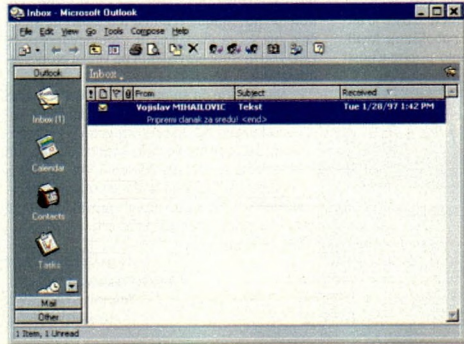 Inbox - Microsoft Outlook
File Edit View Go Tools Compose Help
Outlook
Inbox
From Subject Received
Vojislav MIHAILOVIC Tekst Tue 1/28/97 1:42 PM
Pripremi clanak za sredu! <end>
Inbox (1)
Calendar
Contacts
Tasks
Mail
Other
1 Item, 1 Unread